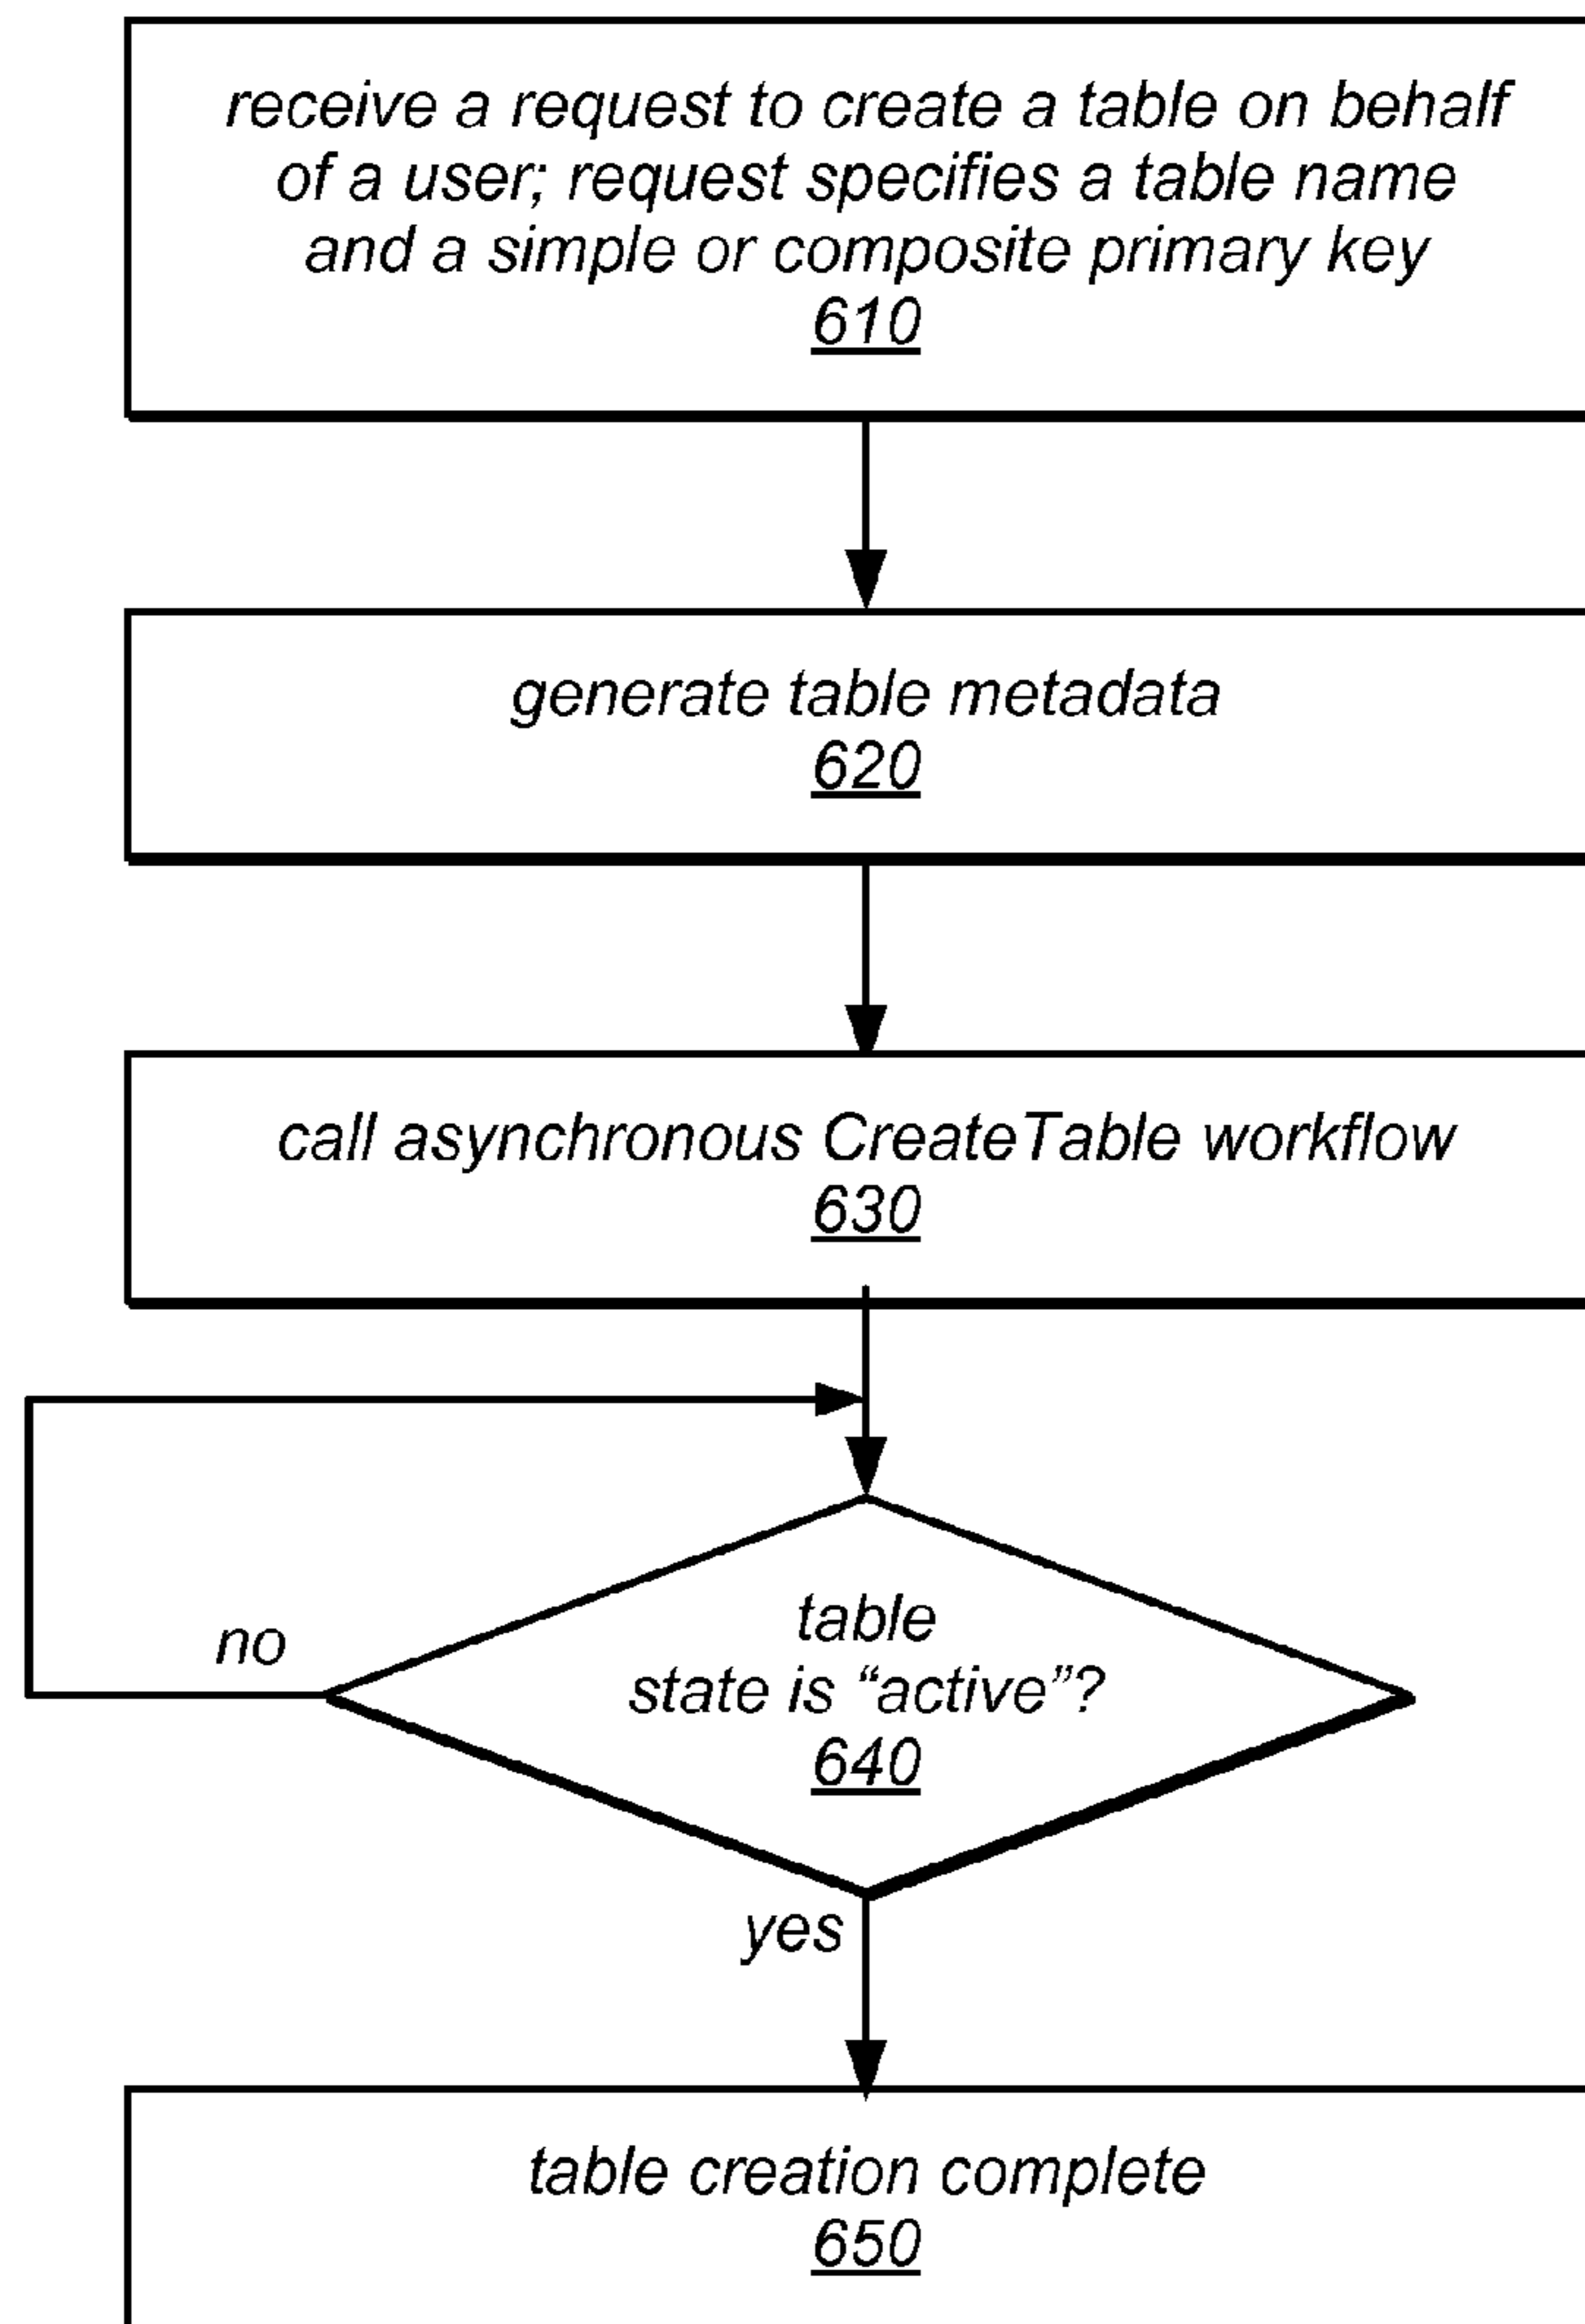 receive a request to create a table on behalf
of a user; request specifies a table name
and a simple or composite primary key
610
generate table metadata
620
call asynchronous CreateTable workflow
630
no
table
state is “active”?
640
yes
table creation complete
650